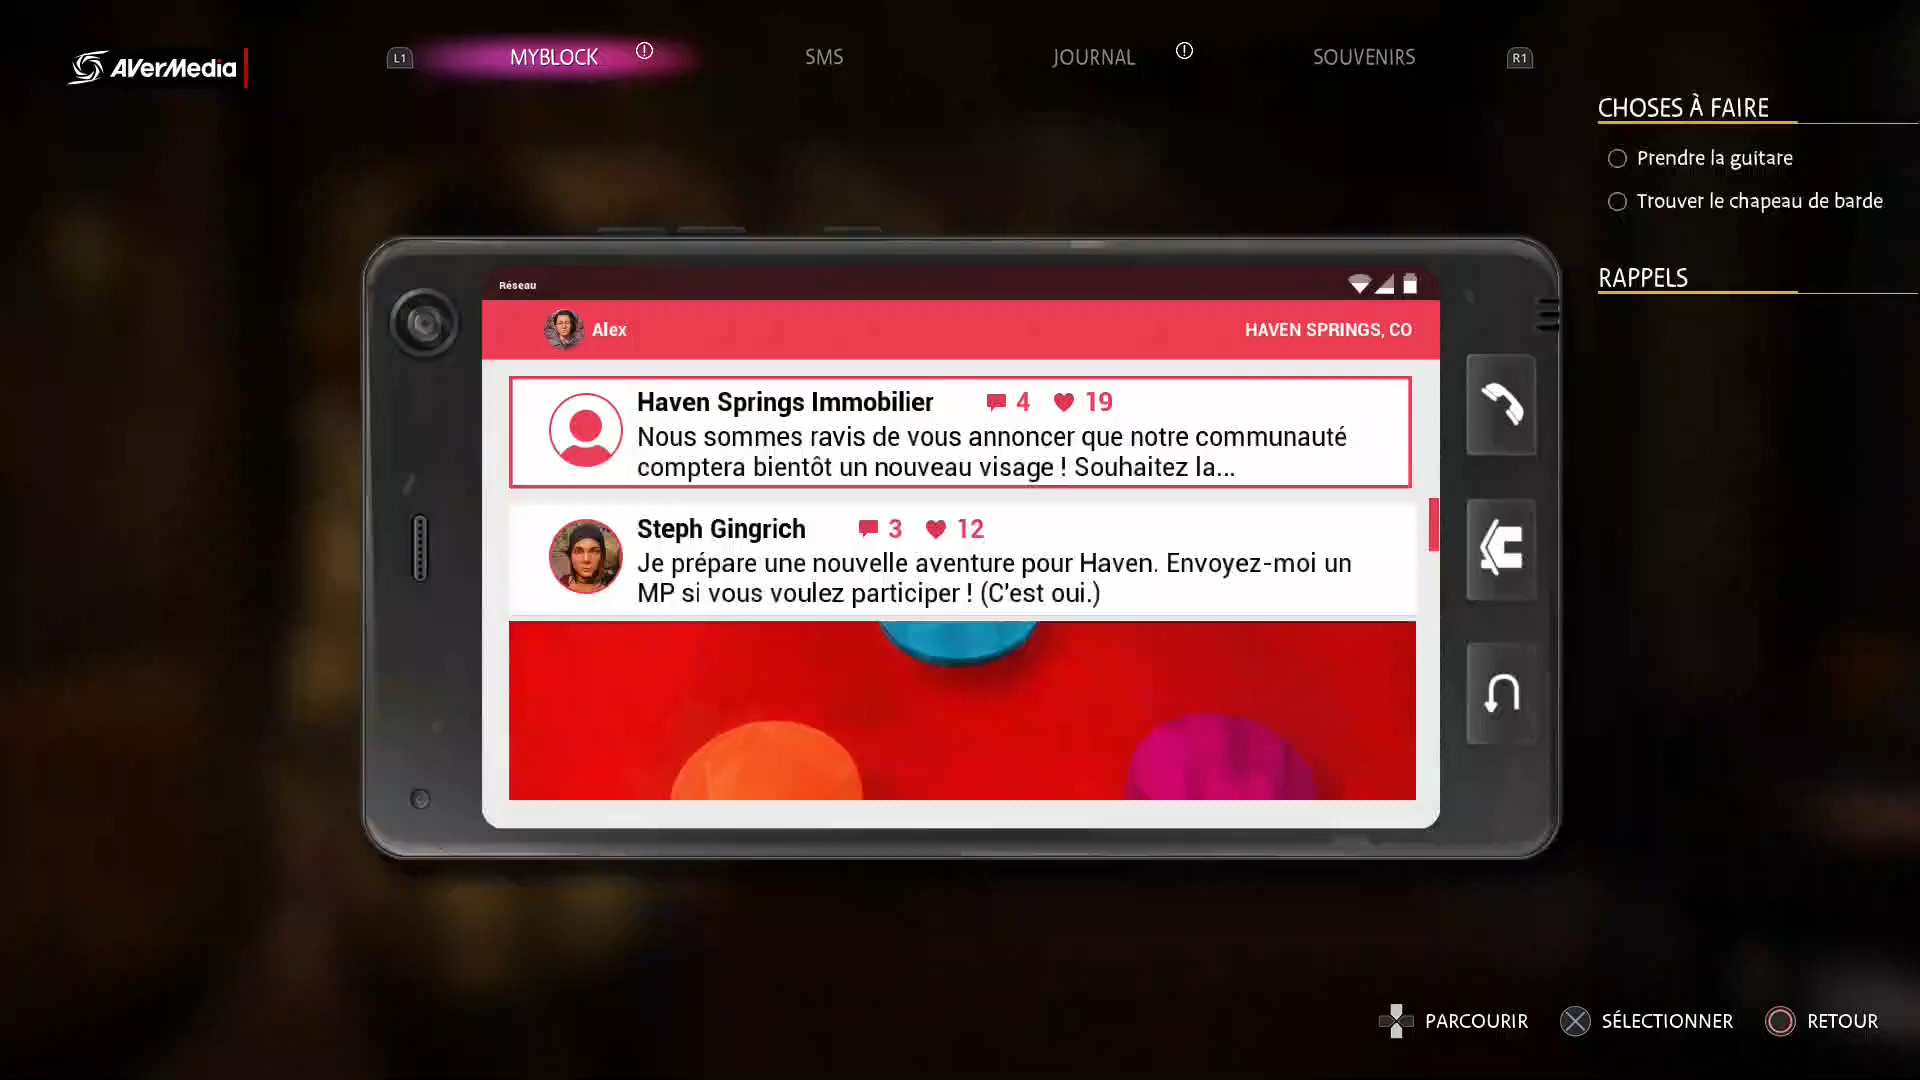 AVerMedia
L1
MYBLOCK
SMS
JOURNAL
SOUVENIRS
R1
CHOSES À FAIRE
Prendre la guitare
Trouver le chapeau de barde
RAPPELS
Réseau
Alex
HAVEN SPRINGS, CO
Haven Springs Immobilier 4 19
Nous sommes ravis de vous annoncer que notre communauté
comptera bientôt un nouveau visage ! Souhaitez la...
Steph Gingrich 3 12
Je prépare une nouvelle aventure pour Haven. Envoyez-moi un
MP si vous voulez participer ! (C'est oui.)
PARCOURIR
SÉLECTIONNER
RETOUR